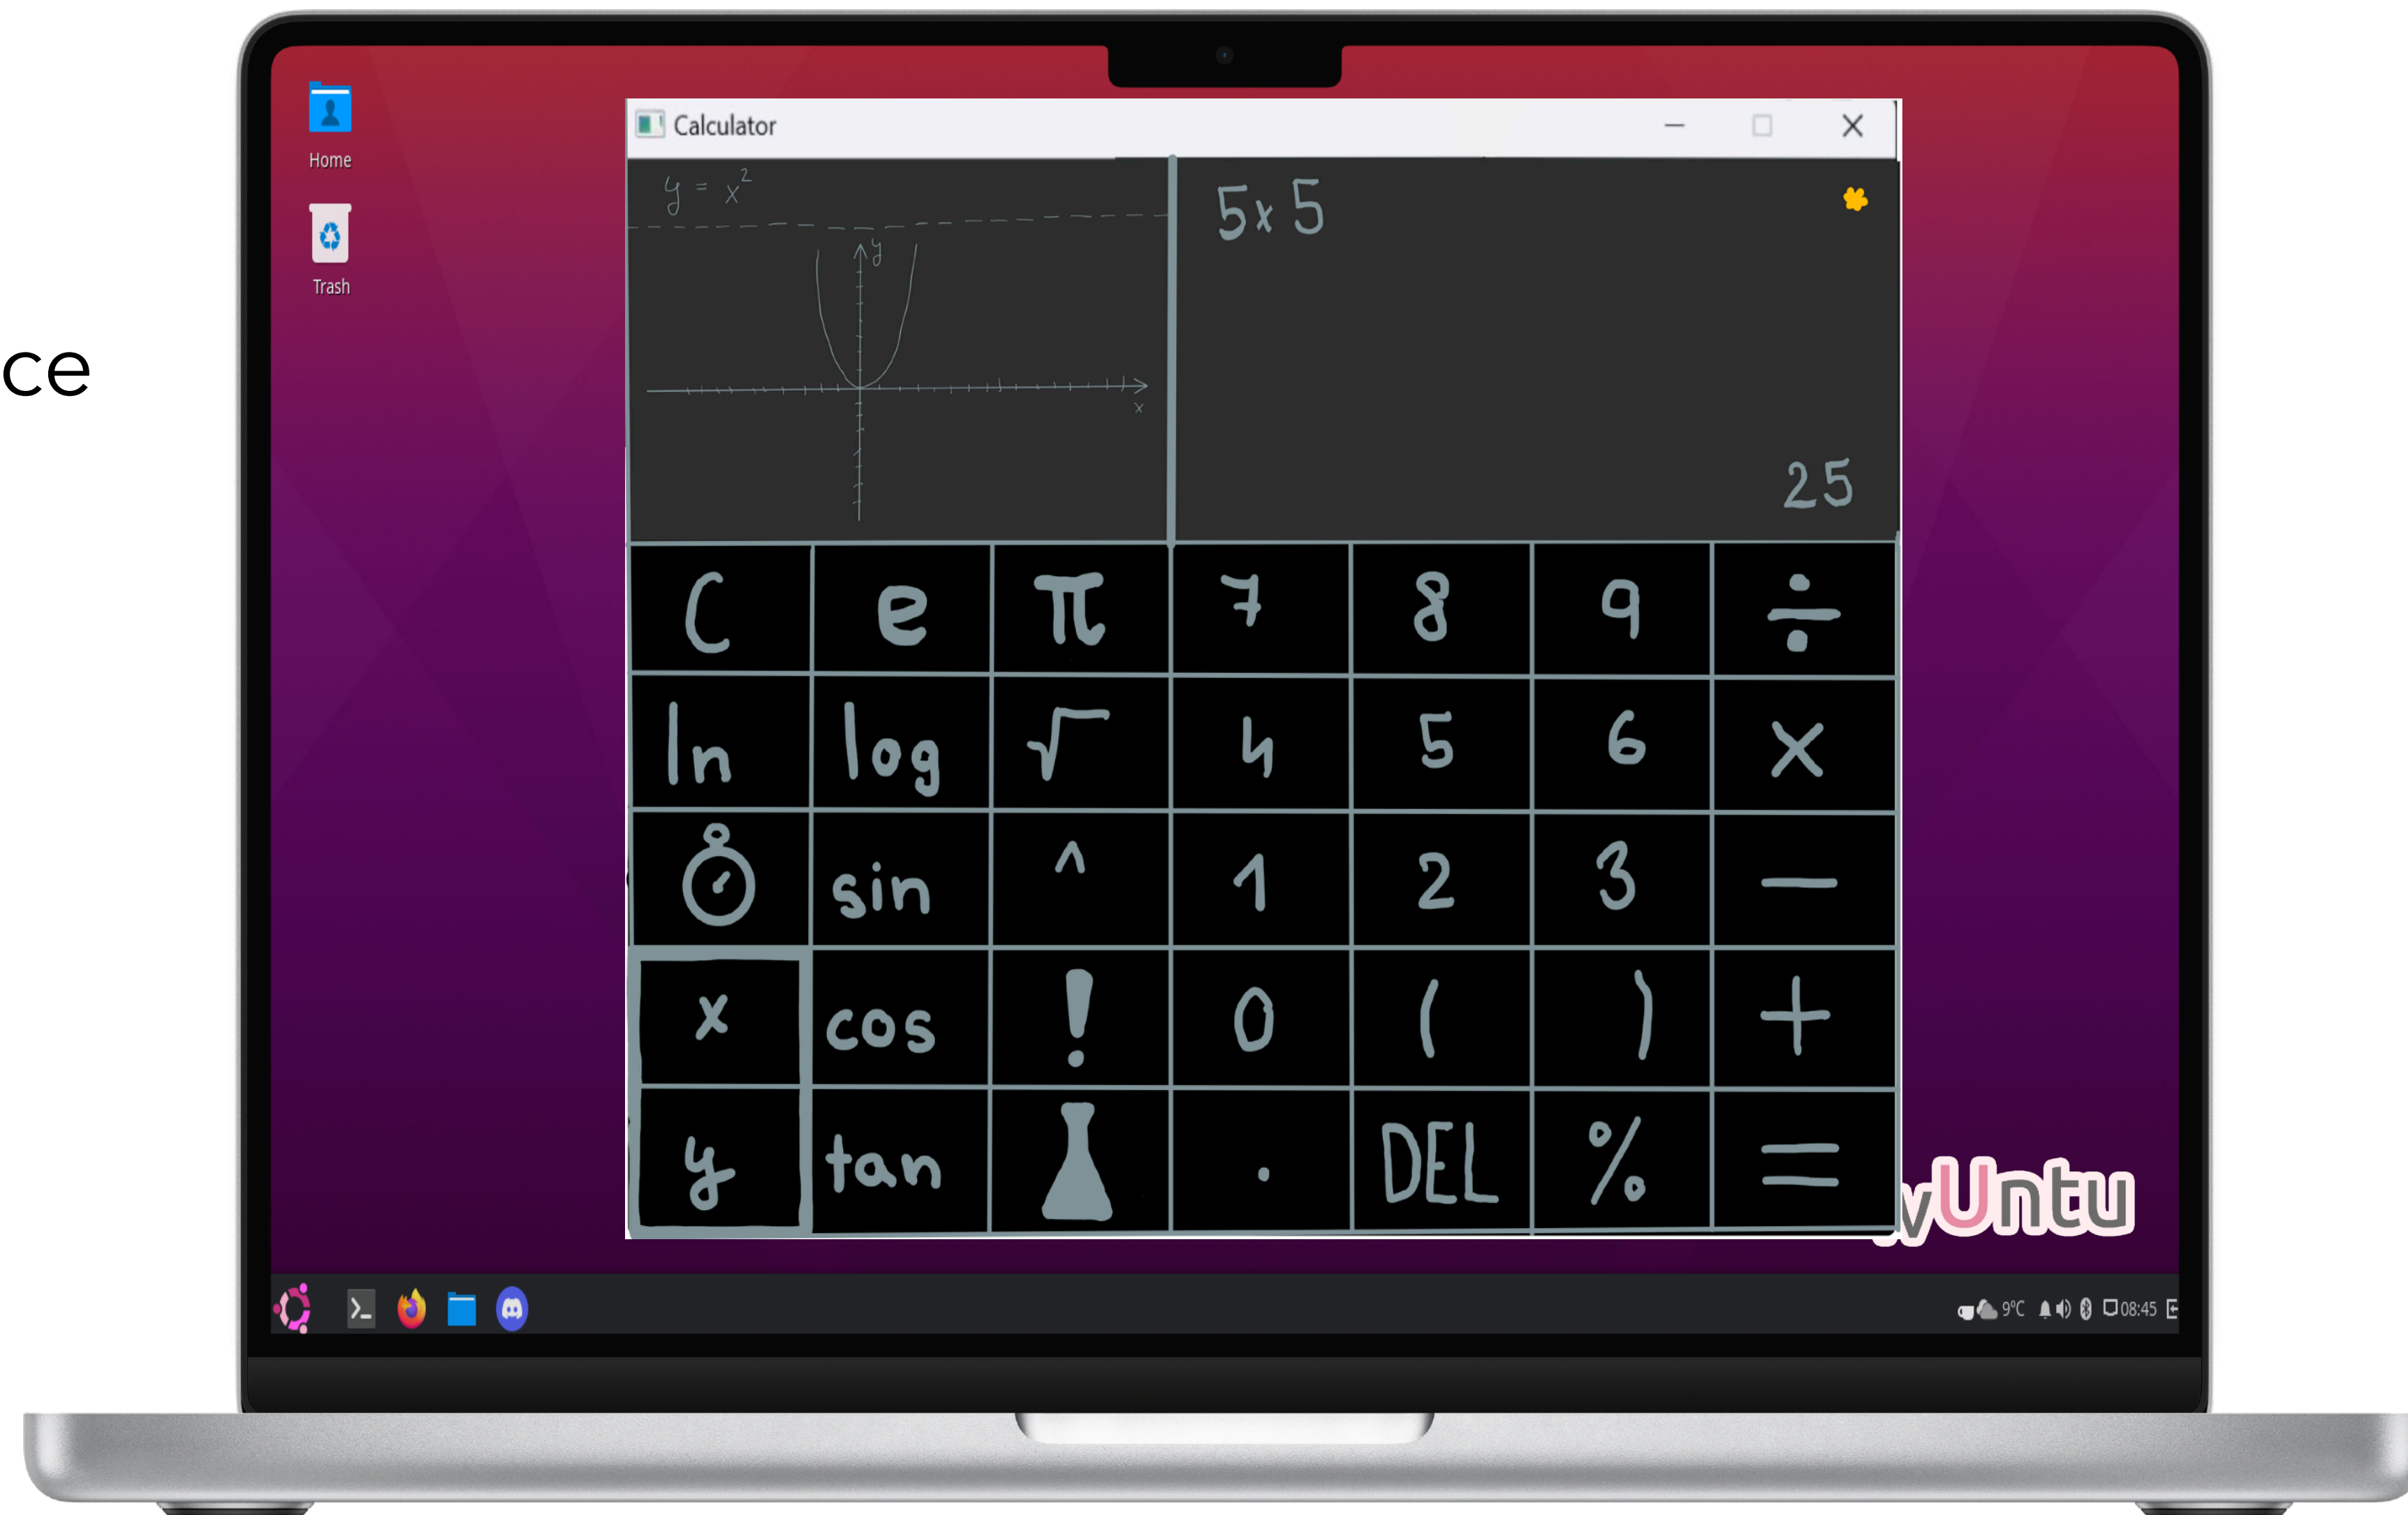 ce
Home
Trash
Calculator
y = x²
y
x
5x5
25
C e π 7 8 9 ÷
ln log √ 4 5 6 ×
sin ^ 1 2 3 −
x cos ! 0 ( ) +
y tan . DEL % =
yUntu
9°C 08:45